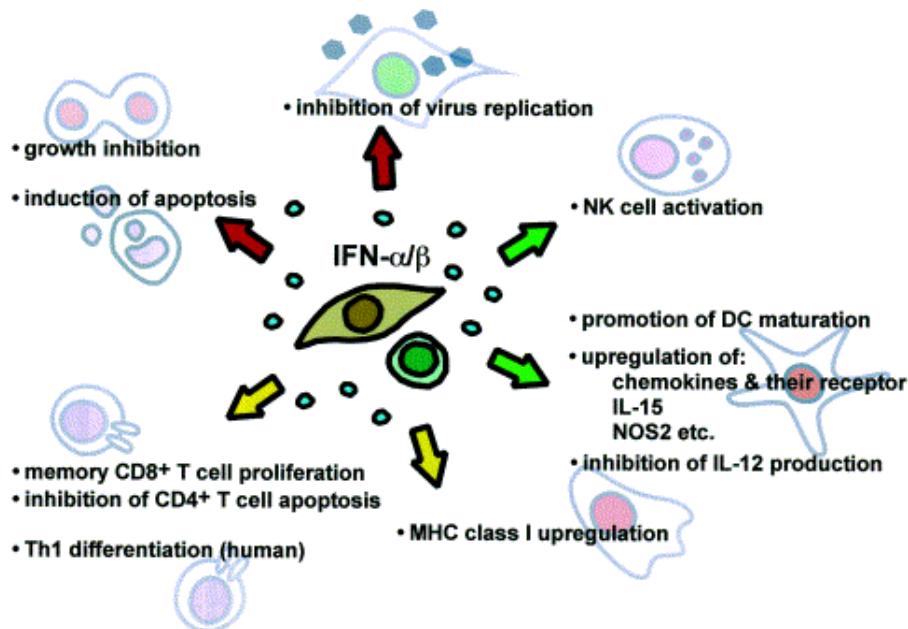 • inhibition of virus replication
• growth inhibition
• induction of apoptosis
• NK cell activation
IFN-α/β
• promotion of DC maturation
• upregulation of:
chemokines & their receptor
IL-15
NOS2 etc.
• inhibition of IL-12 production
• memory CD8+ T cell proliferation
• inhibition of CD4+ T cell apoptosis
• Th1 differentiation (human)
• MHC class I upregulation